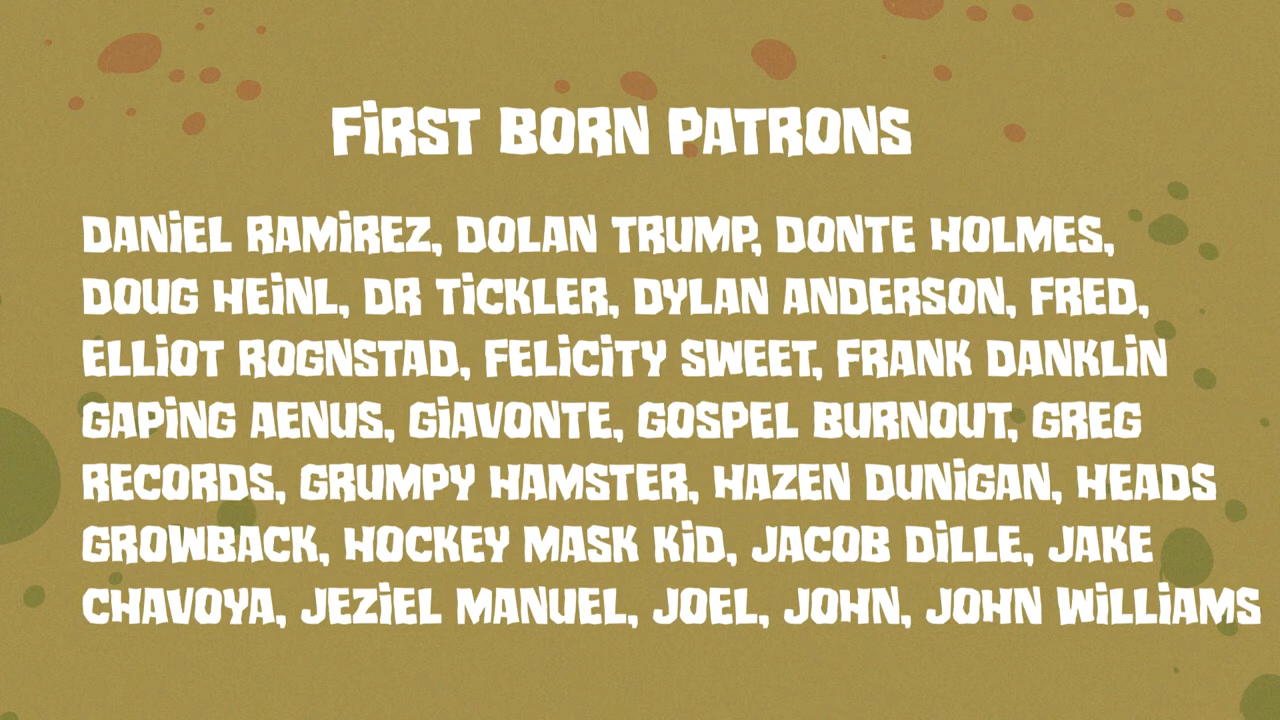 FIRST BORN PATRONS
DANIEL RAMIREZ, DOLAN TRUMP, DONTE HOLMES,
DOUG HEINL, DR TICKLER, DYLAN ANDERSON, FRED,
ELLIOT ROGNSTAD, FELICITY SWEET, FRANK DANKLIN
GAPING AENUS, GIAVONTE, GOSPEL BURNOUT, GREG
RECORDS, GRUMPY HAMSTER, HAZEN DUNIGAN, HEADS
GROWBACK, HOCKEY MASK KID, JACOB DILLE, JAKE
CHAVOYA, JEZIEL MANUEL, JOEL, JOHN, JOHN WILLIAMS